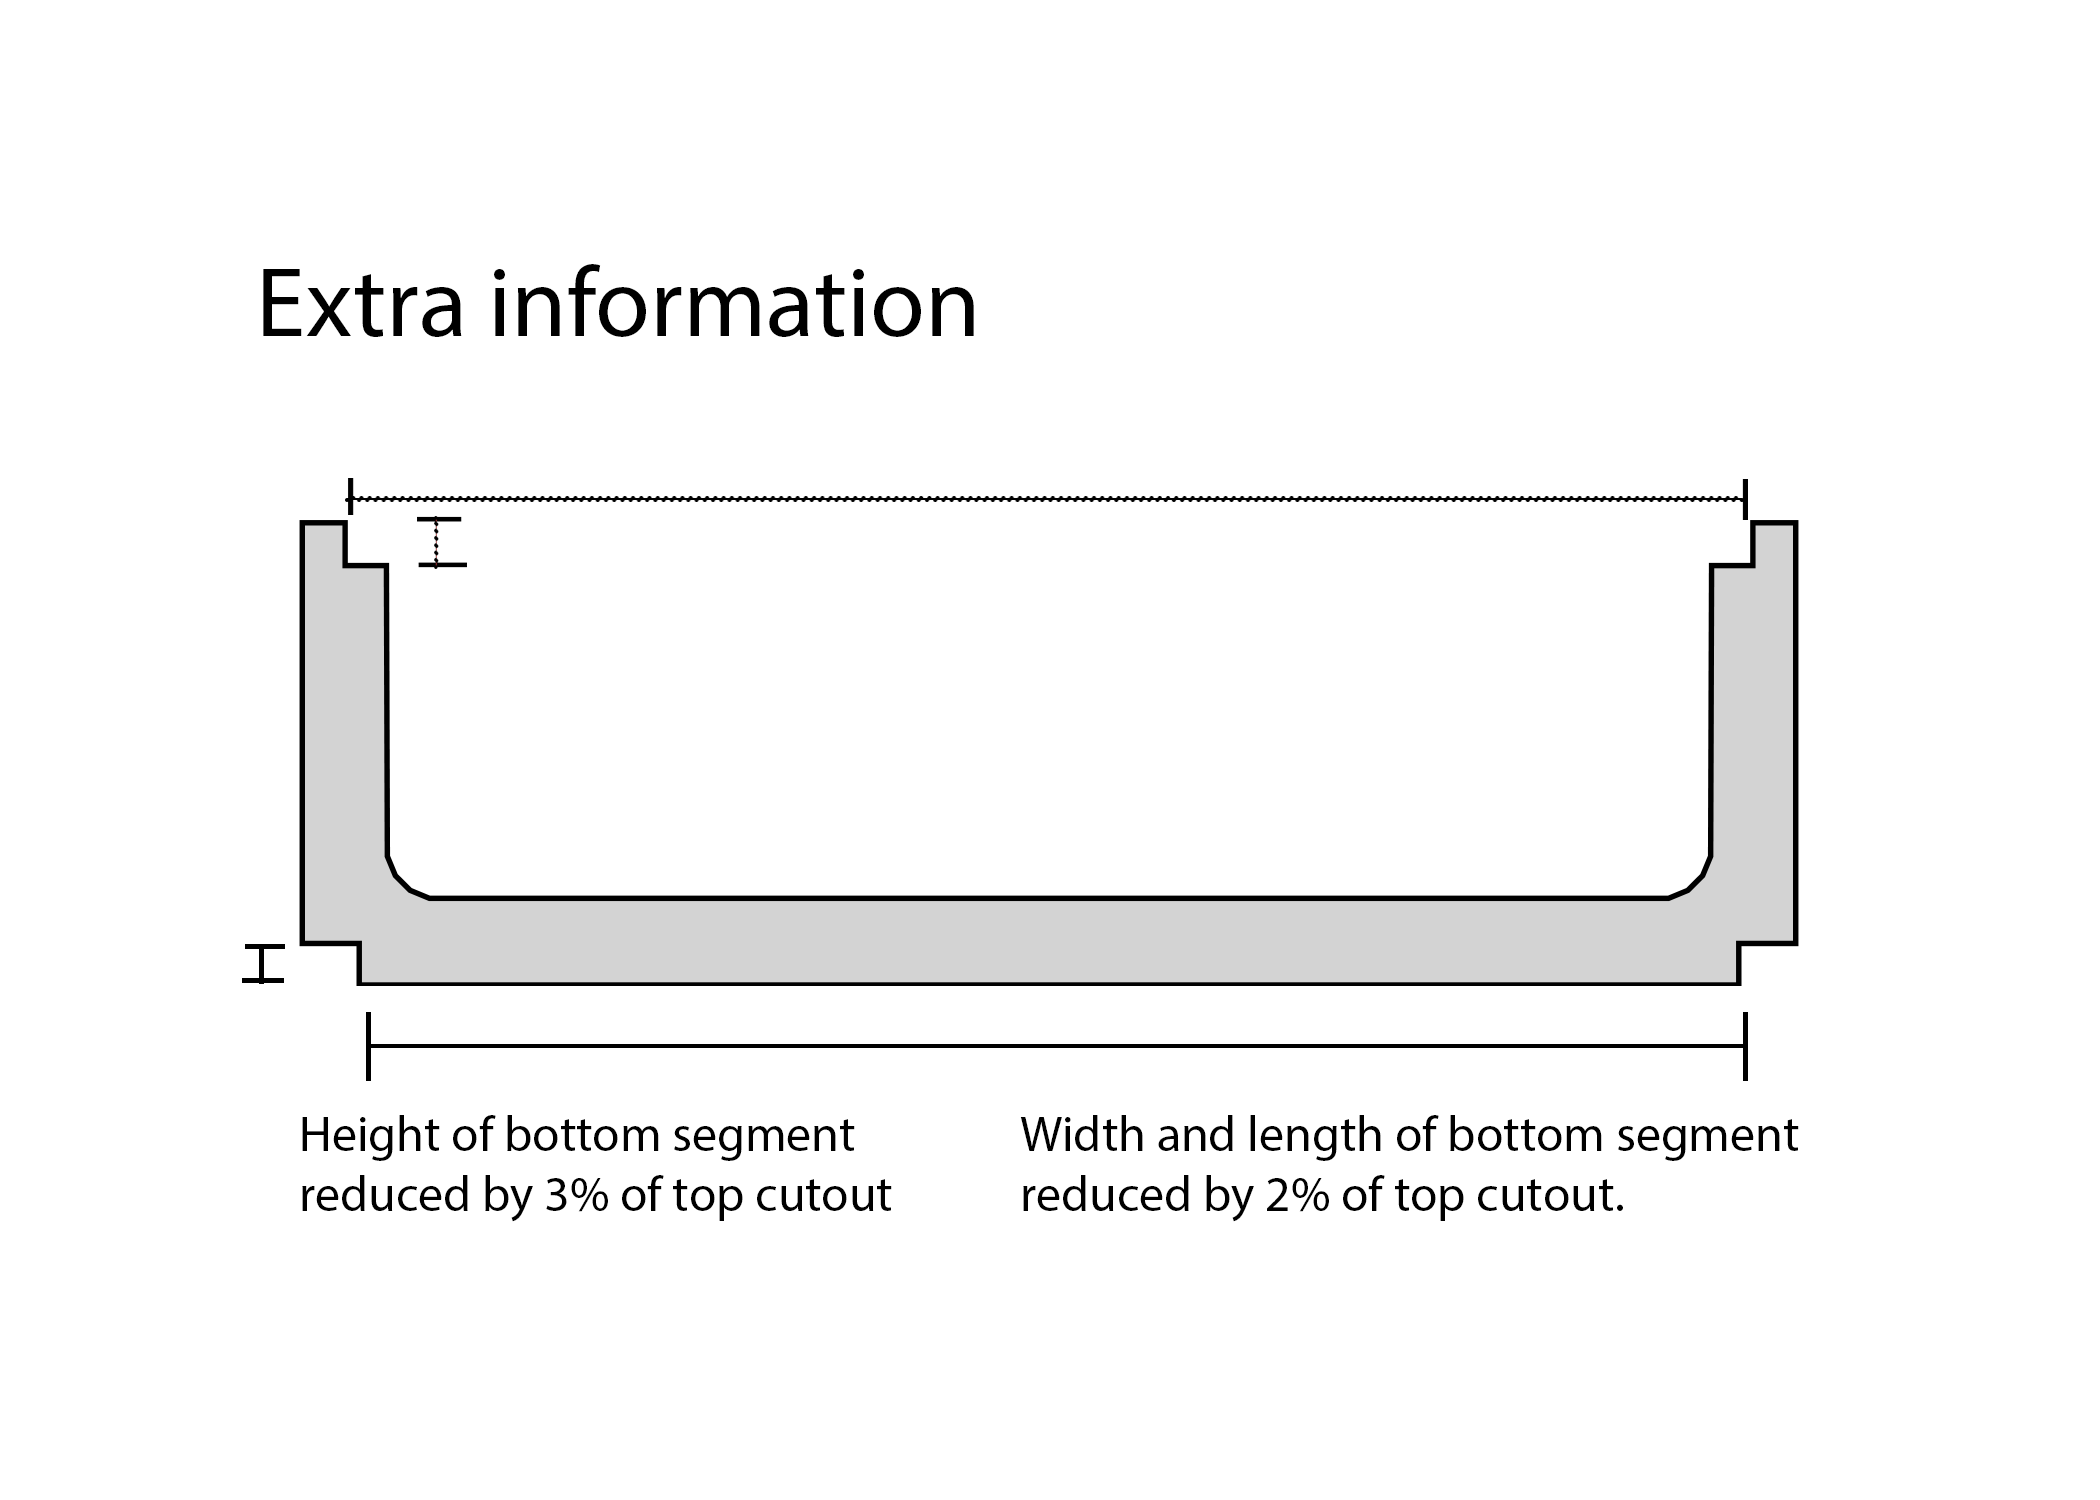 Extra information
Height of bottom segment
reduced by 3% of top cutout
Width and length of bottom segment
reduced by 2% of top cutout.